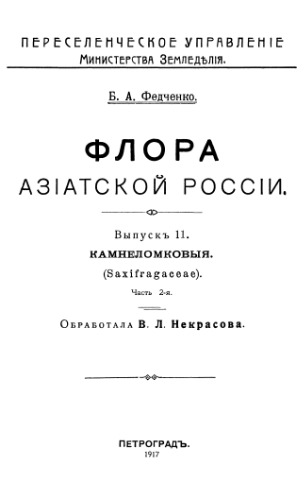 ПЕРЕСЕЛЕНЧЕСКОЕ УПРАВЛЕНІЕ
Министерства Земледѣлія.
Б. А. Федченко.
ФЛОРА
АЗІАТСКОЙ РОССІИ.
Выпускъ 11.
КАМНЕЛОМКОВЫЯ.
(Saxifragaceae).
Часть 2-я.
Обработала В. Л. Некрасова.
ПЕТРОГРАДЪ.
1917